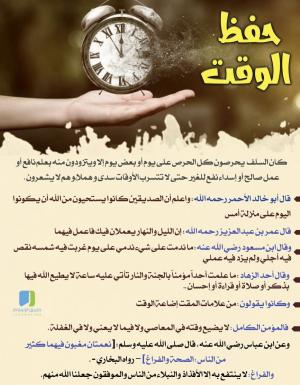 حفظ
الوقت
كان السلف يحرصون كل الحرص على يوم أو بعض يوم إلا ويتزودون منه بعلم نافع أو
عمل صالح أو إسداء نفع للغير حتى لا تتسرب الأوقات سدى وهملا وهم لا يشعرون.
قال أبو خالد الأحمر رحمه الله : واعلم أن الصديقين كانوا يستحيون من الله أن يكونوا
اليوم على منزلة أمس
قال عمر بن عبد العزيز رحمه الله : إن الليل والنهار يعملان فيك فاعمل فيهما
وقال ابن مسعود رضي الله عنه : ما ندمت على شيء ندمي على يوم غربت فيه شمسه نقص
فيه أجلي ولم يزد فيه عملي
وقال أحد الزهاد : ما علمت أحداً مؤمناً بالجنة والنار تأتي عليه ساعة لا يطيع الله فيها
بذكر أو صلاة أو قراءة أو إحسان..
وكانوا يقولون : من علامات المقت إضاعة الوقت
فالمؤمن الكامل : لا يضيع وقته في المعاصي ولا فيما لا يعني ولا في الغفلة.
وعن ابن عباس رضي الله عنه، قال صلى الله عليه وسلم : [نعمتان مغبون فيهما كثير
من الناس : الصحة والفراغ] – رواه البخاري-.
والفراغ : لا ينتفع به إلا الأفذاذ والنبلاء من الناس والموفقون جعلنا الله منهم.